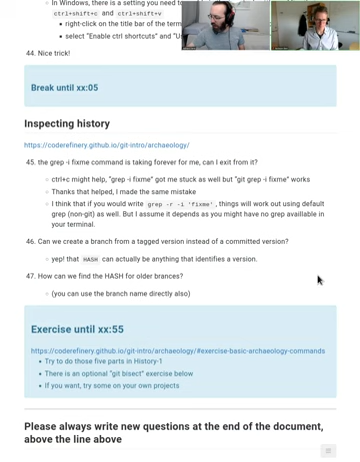 In Windows, there is a setting you need to
ctrl+shift+c and ctrl+shift+v
right-click on the title bar of the term
select "Enable ctrl shortcuts" and "U
44. Nice trick!
Break until xx:05
Inspecting history
https://coderefinery.github.io/git-intro/archaeology/
45. the grep -i fixme command is taking forever for me, can I exit from it?
ctrl+c might help, "grep -i fixme" got me stuck as well but "git grep -i fixme" works
Thanks that helped, I made the same mistake
I think that if you would write grep -r -i 'fixme' , things will work out using default
grep (non-git) as well. But I assume it depends as you might have no grep available in
your terminal.
46. Can we create a branch from a tagged version instead of a committed version?
yep! that HASH can actually be anything that identifies a version.
47. How can we find the HASH for older brances?
(you can use the branch name directly also)
Exercise until xx:55
https://coderefinery.github.io/git-intro/archaeology/#exercise-basic-archaeology-commands
Try to do those five parts in History-1
There is an optional "git bisect" exercise below
If you want, try some on your own projects
Please always write new questions at the end of the document,
above the line above